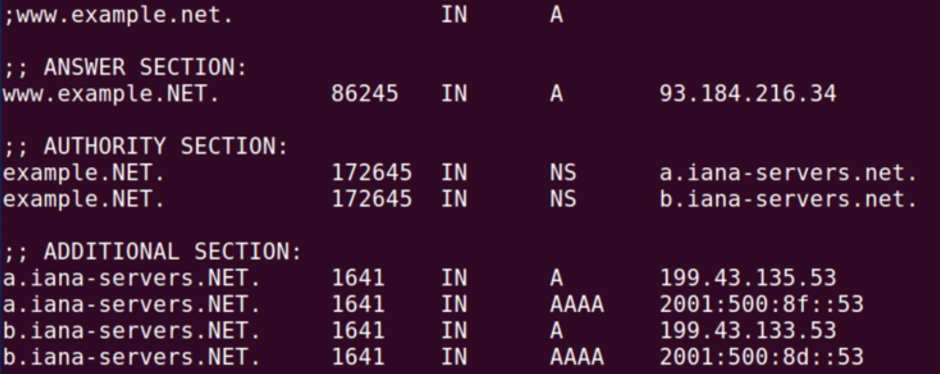 ;www.example.net. IN A
;; ANSWER SECTION:
www.example.NET. 86245 IN A 93.184.216.34
;; AUTHORITY SECTION:
example.NET. 172645 IN NS a.iana-servers.net.
example.NET. 172645 IN NS b.iana-servers.net.
;; ADDITIONAL SECTION:
a.iana-servers.NET. 1641 IN A 199.43.135.53
a.iana-servers.NET. 1641 IN AAAA 2001:500:8f::53
b.iana-servers.NET. 1641 IN A 199.43.133.53
b.iana-servers.NET. 1641 IN AAAA 2001:500:8d::53